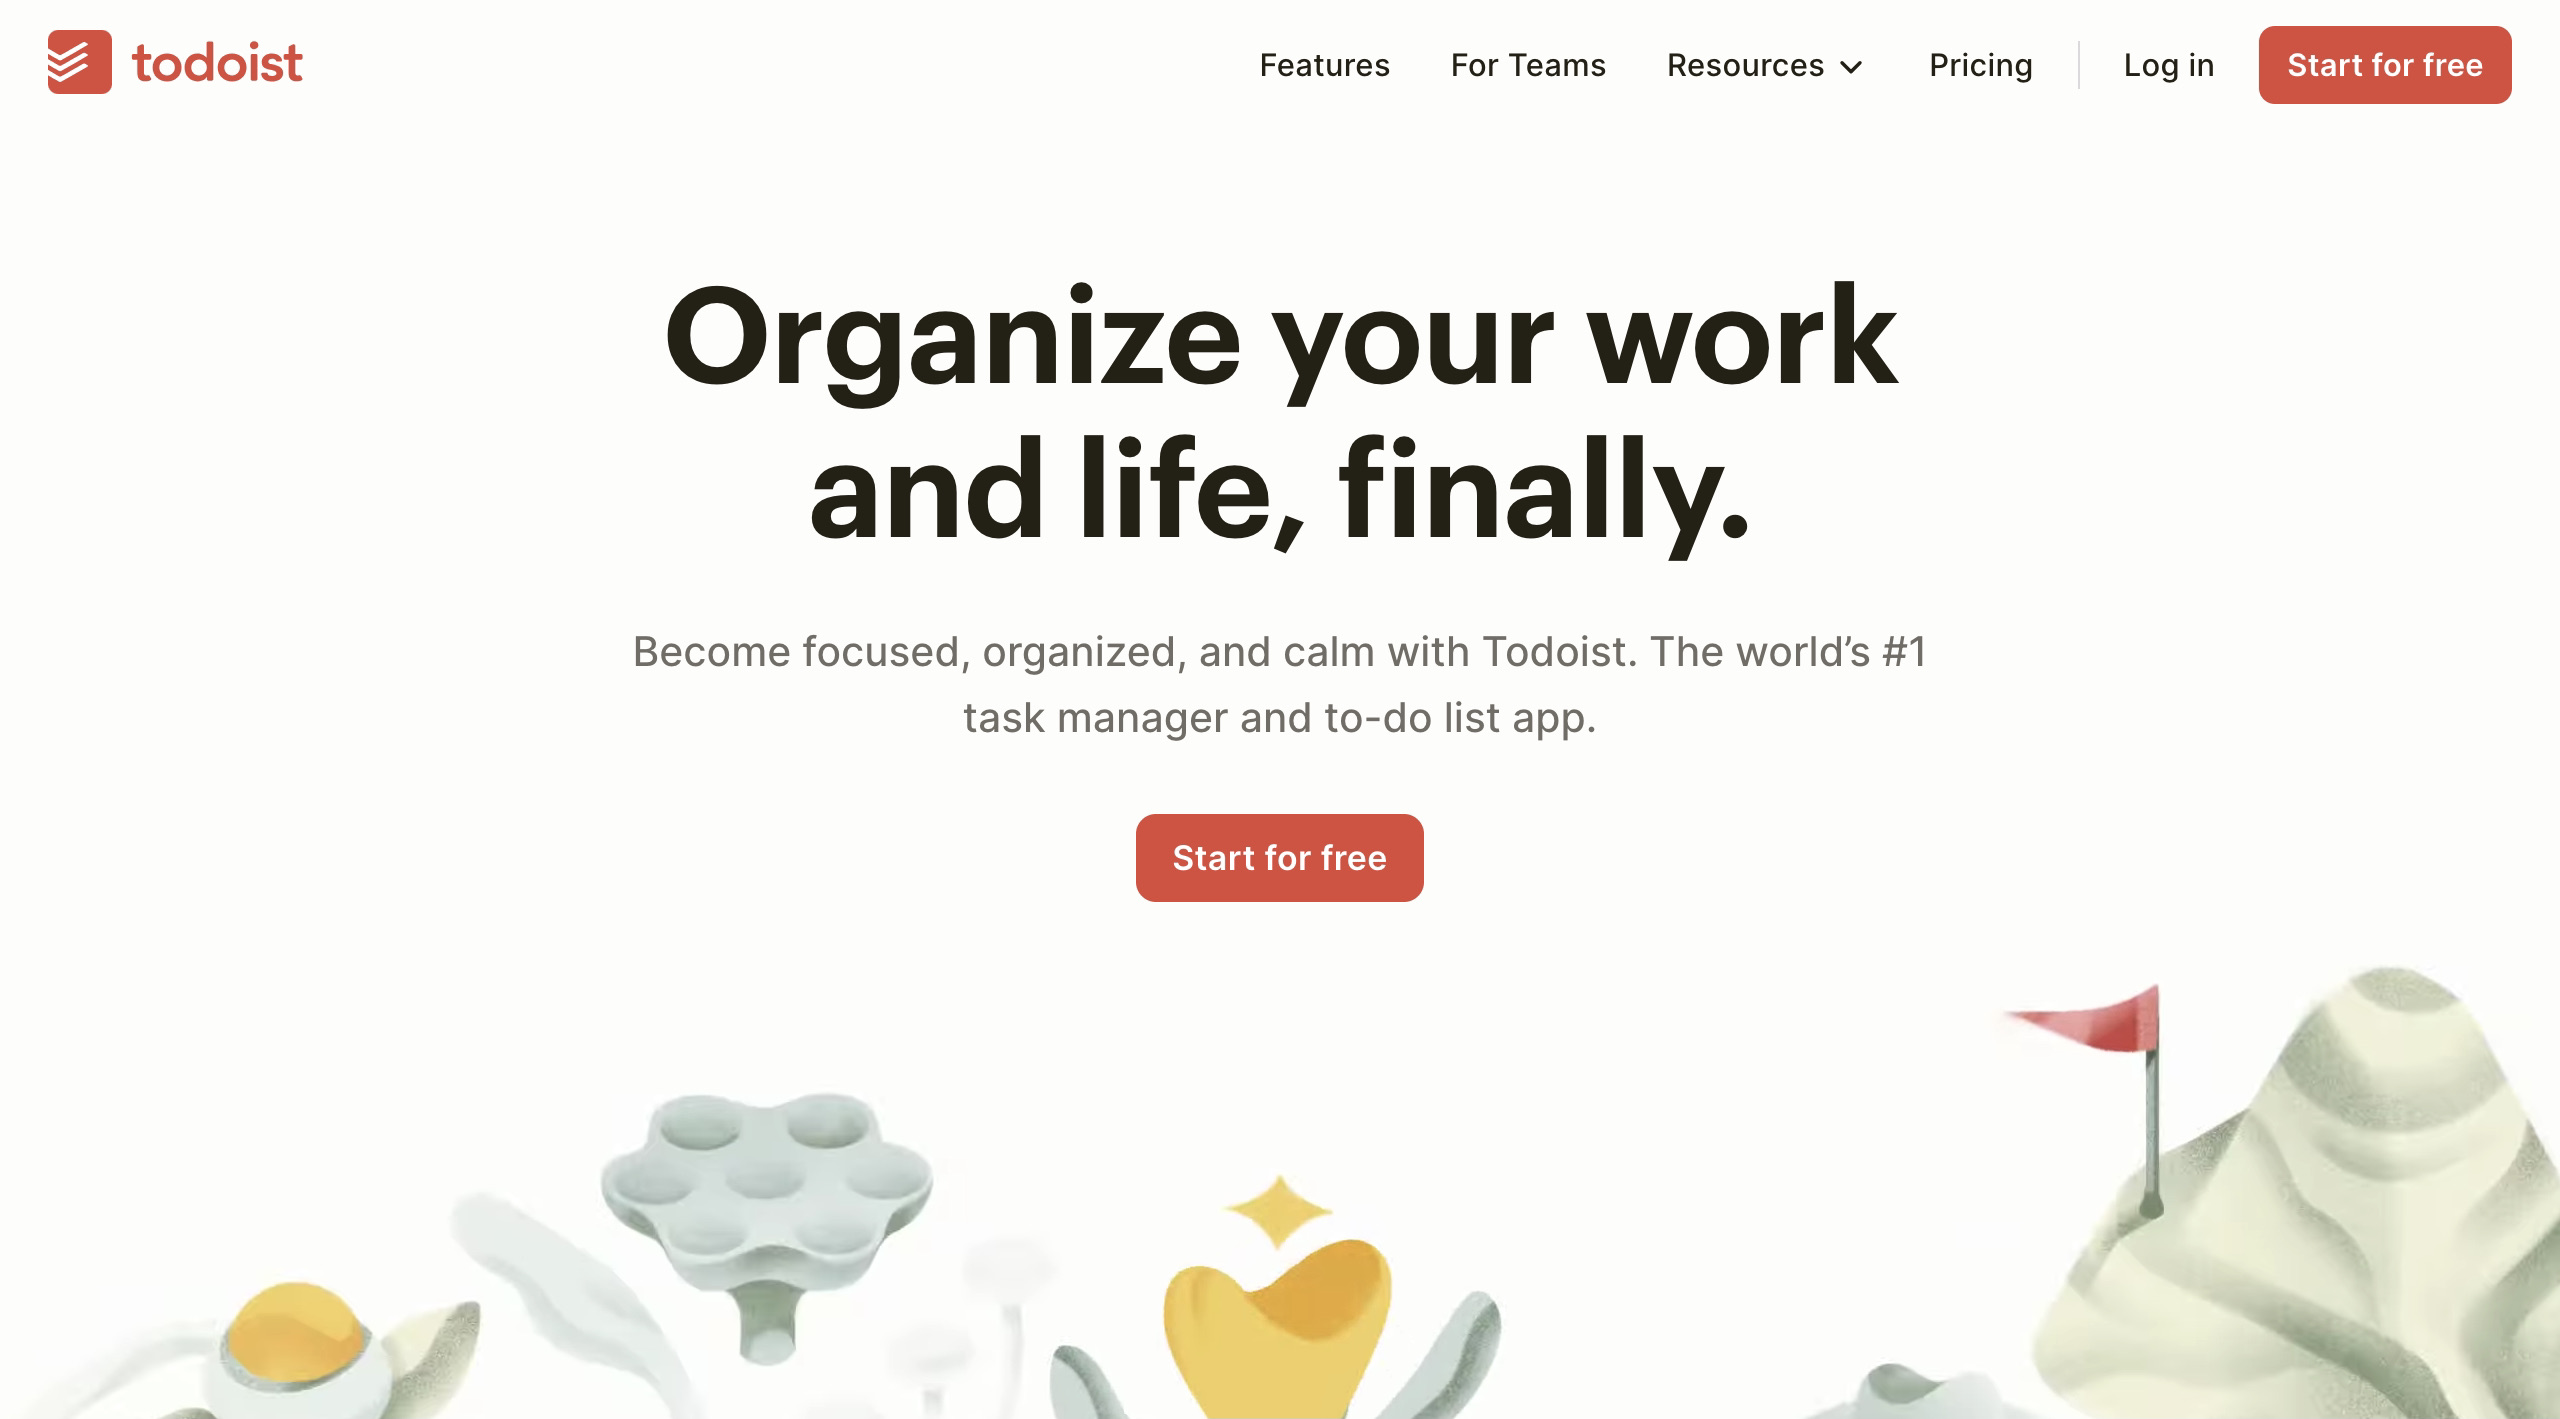 todoist
Features
For Teams
Resources
Pricing
Log in
Start for free
Organize your work
and life, finally.
Become focused, organized, and calm with Todoist. The world’s #1
task manager and to-do list app.
Start for free